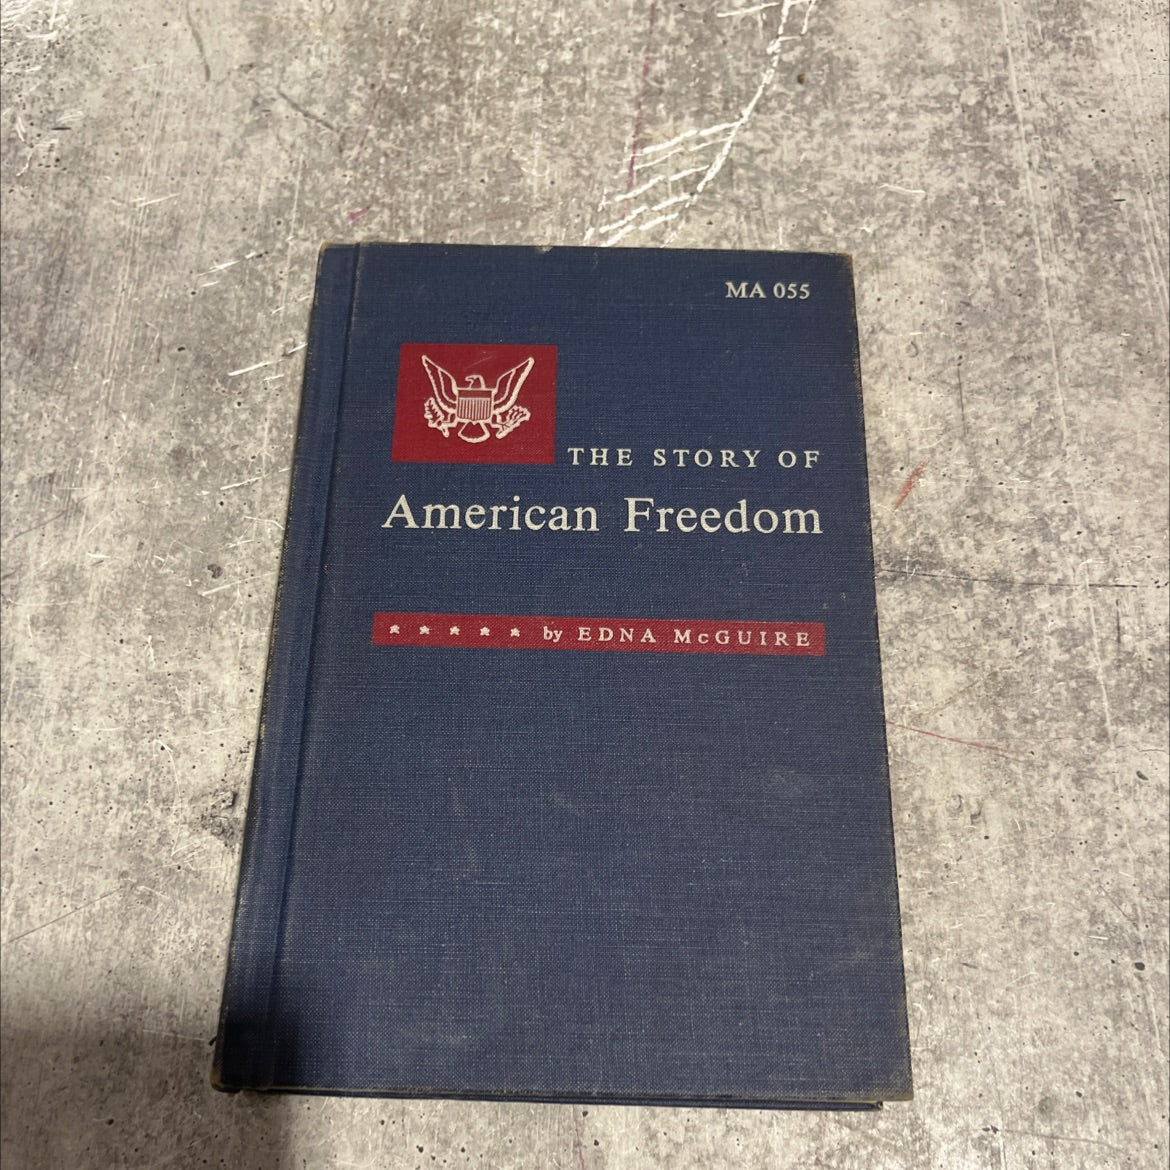 MA 055
THE STORY OF
American Freedom
by EDNA McGUIRE